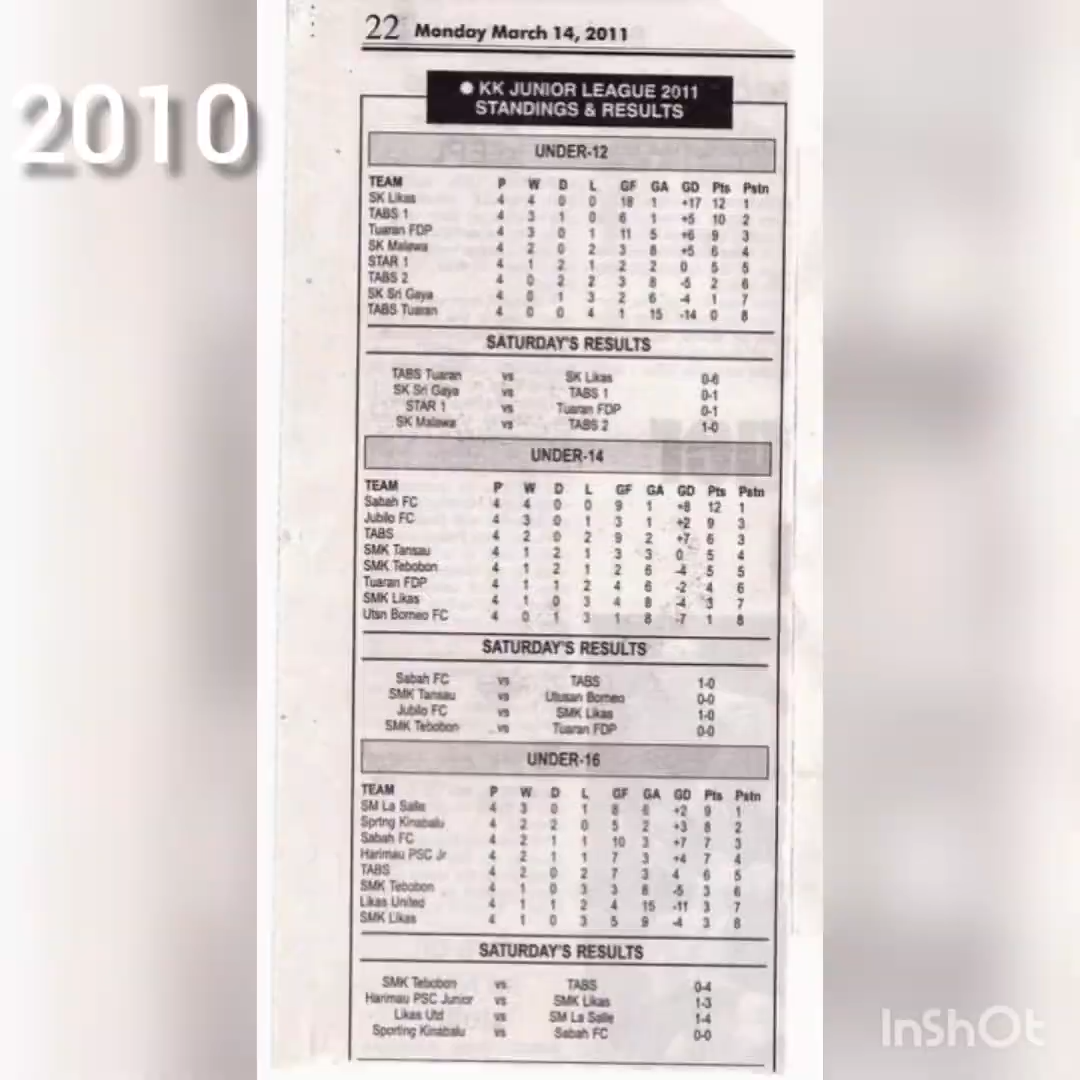 22 Monday March 14, 2011
2010
● KK JUNIOR LEAGUE 2011
STANDINGS & RESULTS
UNDER-12
TEAM P W D L GF GA GD Pts Pstn
SK Likas 4 4 0 0 18 1 +17 12 1
TABS 1 4 3 1 0 6 1 +5 10 2
Tuaran FDP 4 3 0 1 11 5 +6 9 3
SK Malawa 4 2 0 2 3 8 +5 6 4
STAR 1 4 1 2 1 2 2 0 5 5
TABS 2 4 0 2 2 3 8 -5 2 6
SK Sri Gaya 4 0 1 3 2 6 -4 1 7
TABS Tuaran 4 0 0 4 1 15 -14 0 8
SATURDAY'S RESULTS
TABS Tuaran vs SK Likas 0-6
SK Sri Gaya vs TABS 1 0-1
STAR 1 vs Tuaran FDP 0-1
SK Malawa vs TABS 2 1-0
UNDER-14
TEAM P W D L GF GA GD Pts Pstn
Sabah FC 4 4 0 0 9 1 +8 12 1
Jubilo FC 4 3 0 1 3 1 +2 9 3
TABS 4 2 0 2 9 2 +7 6 3
SMK Tansau 4 1 2 1 3 3 0 5 4
SMK Tebobon 4 1 2 1 2 6 -4 5 5
Tuaran FDP 4 1 1 2 4 6 -2 4 6
SMK Likas 4 1 0 3 4 8 -4 3 7
Utsn Borneo FC 4 0 1 3 1 8 -7 1 8
SATURDAY'S RESULTS
Sabah FC vs TABS 1-0
SMK Tansau vs Utusan Borneo 0-0
Jubilo FC vs SMK Likas 1-0
SMK Tebobon vs Tuaran FDP 0-0
UNDER-16
TEAM P W D L GF GA GD Pts Pstn
SM La Salle 4 3 0 1 8 6 +2 9 1
Sprtng Kinabalu 4 2 2 0 5 2 +3 8 2
Sabah FC 4 2 1 1 10 3 +7 7 3
Harimau PSC Jr 4 2 1 1 7 3 +4 7 4
TABS 4 2 0 2 7 3 4 6 5
SMK Tebobon 4 1 0 3 3 8 -5 3 6
Likas United 4 1 1 2 4 15 -11 3 7
SMK Likas 4 1 0 3 5 9 -4 3 8
SATURDAY'S RESULTS
SMK Tebobon vs TABS 0-4
Harimau PSC Junior vs SMK Likas 1-3
Likas Utd vs SM La Salle 1-4
Sporting Kinabalu vs Sabah FC 0-0
InShOt